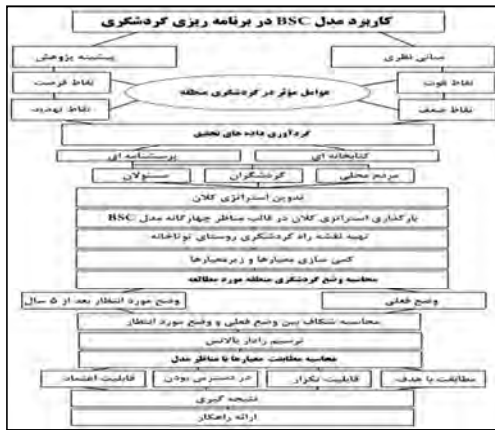 کاربرد مدل BSC در برنامه ریزی گردشگری
مبانی نظری پیشینه پژوهش
نقاط قوت نقاط فرصت
عوامل مؤثر در گردشگری منطقه
نقاط ضعف نقاط تهدید
گردآوری داده های تحقیق
کتابخانه ای پرسشنامه ای
مردم محلی گردشگران مسئولان
تدوین استراتژی کلان
بارگذاری استراتژی کلان در قالب مناظر چهارگانه مدل BSC
تهیه نقشه راه گردشگری روستای نوتاخانه
کمی سازی معیارها و زیرمعیارها
محاسبه وضع گردشگری منطقه مورد مطالعه
وضع فعلی وضع مورد انتظار بعد از ۵ سال
محاسبه شکاف بین وضع فعلی و وضع مورد انتظار
ترسیم رادار بالانس
محاسبه مطابقت معیارها با مناظر مدل
مطابقت با هدف قابلیت تکرار در دسترس بودن قابلیت اعتماد
نتیجه گیری
ارائه راهکار